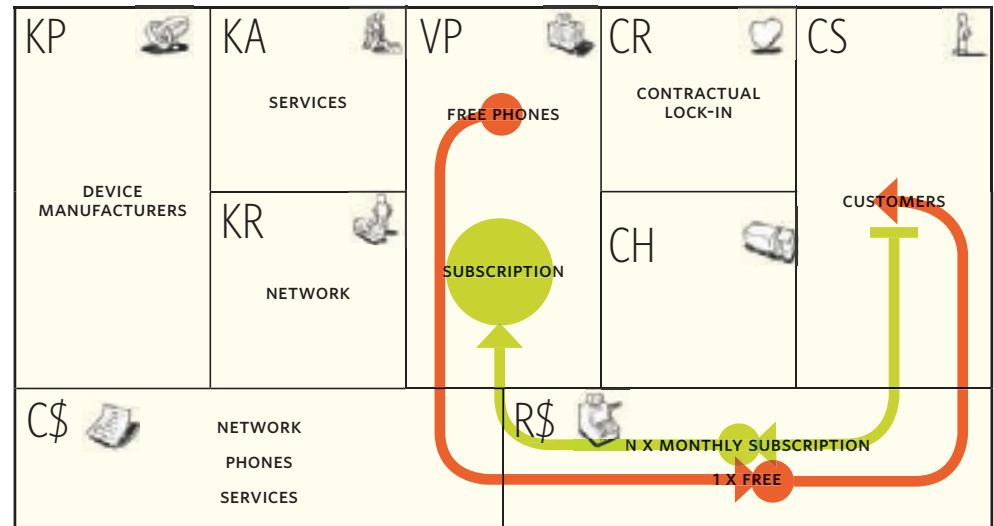 KP
DEVICE
MANUFACTURERS
KA
SERVICES
KR
NETWORK
VP
FREE PHONES
SUBSCRIPTION
CR
CONTRACTUAL
LOCK-IN
CH
CS
CUSTOMERS
C$
NETWORK
PHONES
SERVICES
R$
N X MONTHLY SUBSCRIPTION
1 X FREE